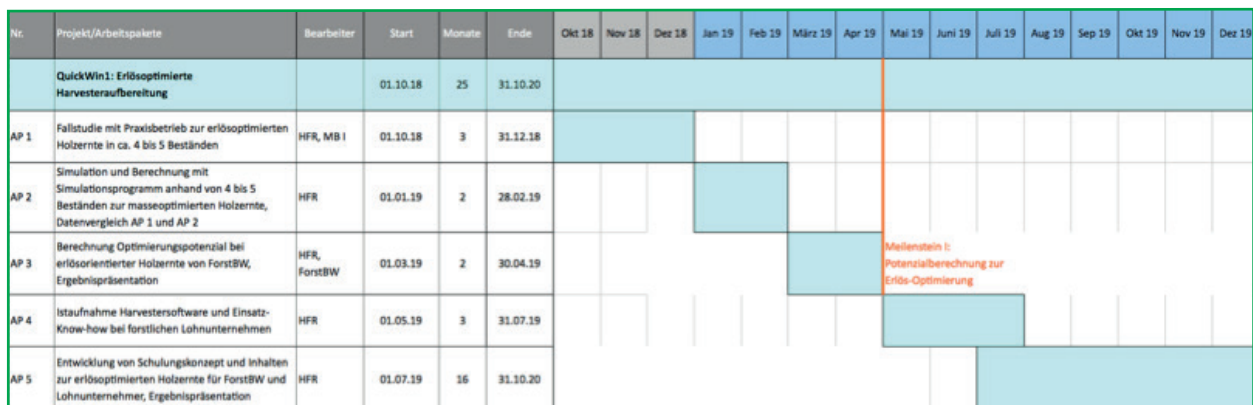 Nr. Projekt/Arbeitspakete Bearbeiter Start Monate Ende Okt 18 Nov 18 Dez 18 Jan 19 Feb 19 März 19 Apr 19 Mai 19 Juni 19 Juli 19 Aug 19 Sep 19 Okt 19 Nov 19 Dez 19
QuickWin1: Erlösoptimierte
Harvesteraufbereitung
01.10.18 25 31.10.20
AP 1
Fallstudie mit Praxisbetrieb zur erlösoptimierten
Holzernte in ca. 4 bis 5 Beständen
HFR, MB I 01.10.18 3 31.12.18
AP 2
Simulation und Berechnung mit
Simulationsprogramm anhand von 4 bis 5
Beständen zur masseoptimierten Holzernte,
Datenvergleich AP 1 und AP 2
HFR 01.01.19 2 28.02.19
AP 3
Berechnung Optimierungspotenzial bei
erlösorientierter Holzernte von ForstBW,
Ergebnispräsentation
HFR,
ForstBW
01.03.19 2 30.04.19
Meilenstein I:
Potenzialberechnung zur
Erlös-Optimierung
AP 4
Istaufnahme Harvestersoftware und Einsatz-
Know-how bei forstlichen Lohnunternehmen
HFR 01.05.19 3 31.07.19
AP 5
Entwicklung von Schulungskonzept und Inhalten
zur erlösoptimierten Holzernte für ForstBW und
Lohnunternehmer, Ergebnispräsentation
HFR 01.07.19 16 31.10.20